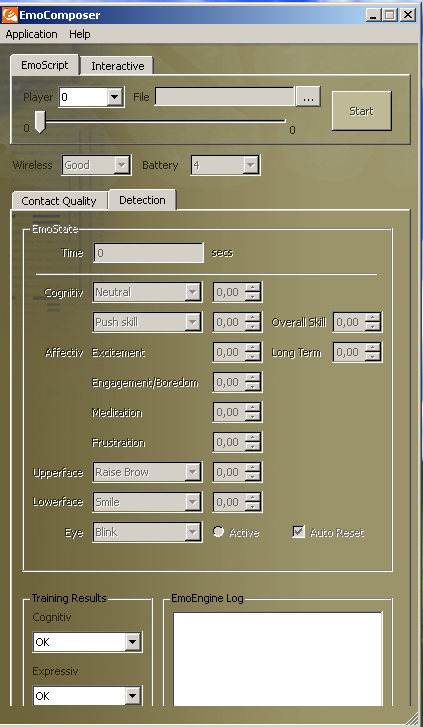 EmoComposer
Application Help
EmoScript Interactive
Player 0 File ... Start
0 0
Wireless Good Battery 4
Contact Quality Detection
EmoState
Time 0 secs
Cognitiv Neutral 0,00
Push skill 0,00 Overall Skill 0,00
Affectiv Excitement 0,00 Long Term 0,00
Engagement/Boredom 0,00
Meditation 0,00
Frustration 0,00
Upperface Raise Brow 0,00
Lowerface Smile 0,00
Eye Blink Active Auto Reset
Training Results EmoEngine Log
Cognitiv
OK
Expressiv
OK